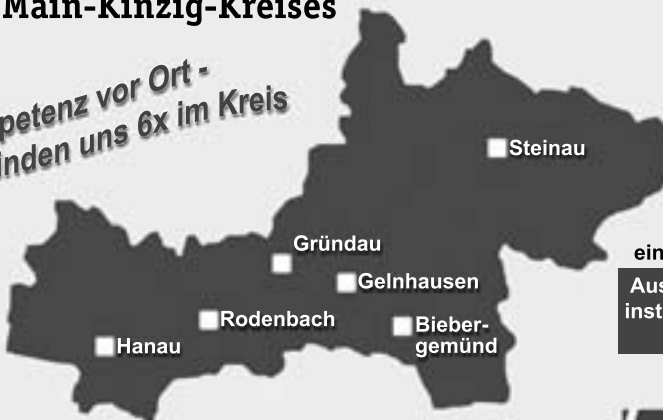 Main-Kinzig-Kreises
petenz vor Ort -
inden uns 6x im Kreis
Steinau
Gründau
Gelnhausen
Rodenbach
Bieber-
gemünd
Hanau
ein
Aus
inst